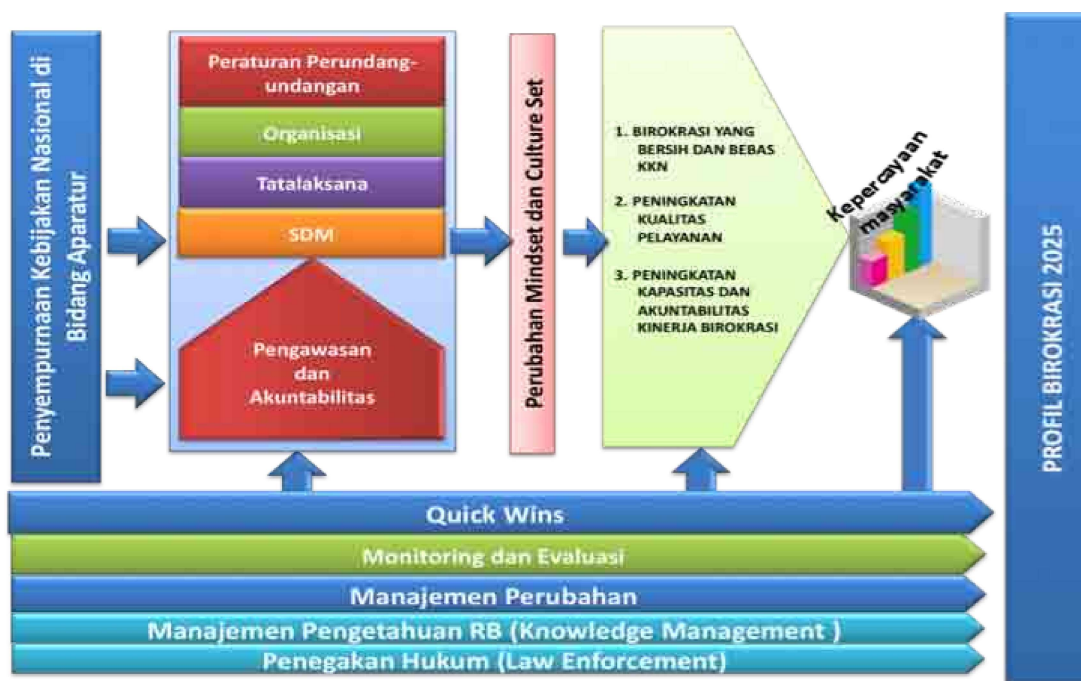 Penyempurnaan Kebijakan Nasional di
Bidang Aparatur
Peraturan Perundang-
undangan
Organisasi
Tatalaksana
SDM
Pengawasan
dan
Akuntabilitas
Perubahan Mindset dan Culture Set
1. BIROKRASI YANG
BERSIH DAN BEBAS
KKN
2. PENINGKATAN
KUALITAS
PELAYANAN
3. PENINGKATAN
KAPASITAS DAN
AKUNTABILITAS
KINERJA BIROKRASI
Kepercayaan
masyarakat
PROFIL BIROKRASI 2025
Quick Wins
Monitoring dan Evaluasi
Manajemen Perubahan
Manajemen Pengetahuan RB (Knowledge Management )
Penegakan Hukum (Law Enforcement)